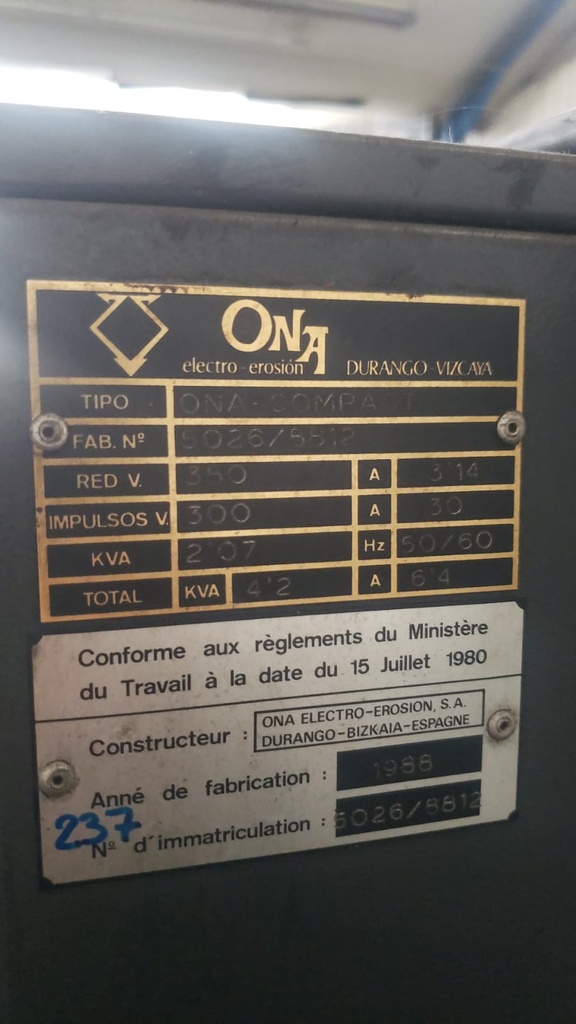 ONA
electro-erosión DURANGO-VIZCAYA
TIPO ONA-COMPACT
FAB. Nº 5026/8812
RED V. 380 A 3'14
IMPULSOS V. 300 A 30
KVA 2'07 Hz 50/60
TOTAL KVA 4'2 A 6'4
Conforme aux règlements du Ministère
du Travail à la date du 15 Juillet 1980
Constructeur : ONA ELECTRO-EROSION, S.A.
DURANGO-BIZKAIA-ESPAGNE
Anné de fabrication : 1988
237
Nº d'immatriculation : 5026/8812